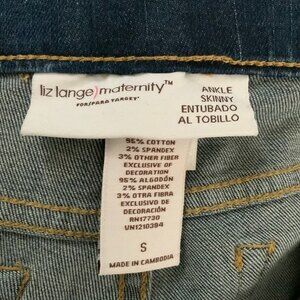 liz lange)maternity™
FOR/PARA TARGET®
ANKLE
SKINNY
ENTUBADO
AL TOBILLO
95% COTTON
2% SPANDEX
3% OTHER FIBER
EXCLUSIVE OF
DECORATION
95% ALGODÓN
2% SPANDEX
3% OTRA FIBRA
EXCLUSIVO DE
DECORACIÓN
RN17730
UN1210394
S
MADE IN CAMBODIA